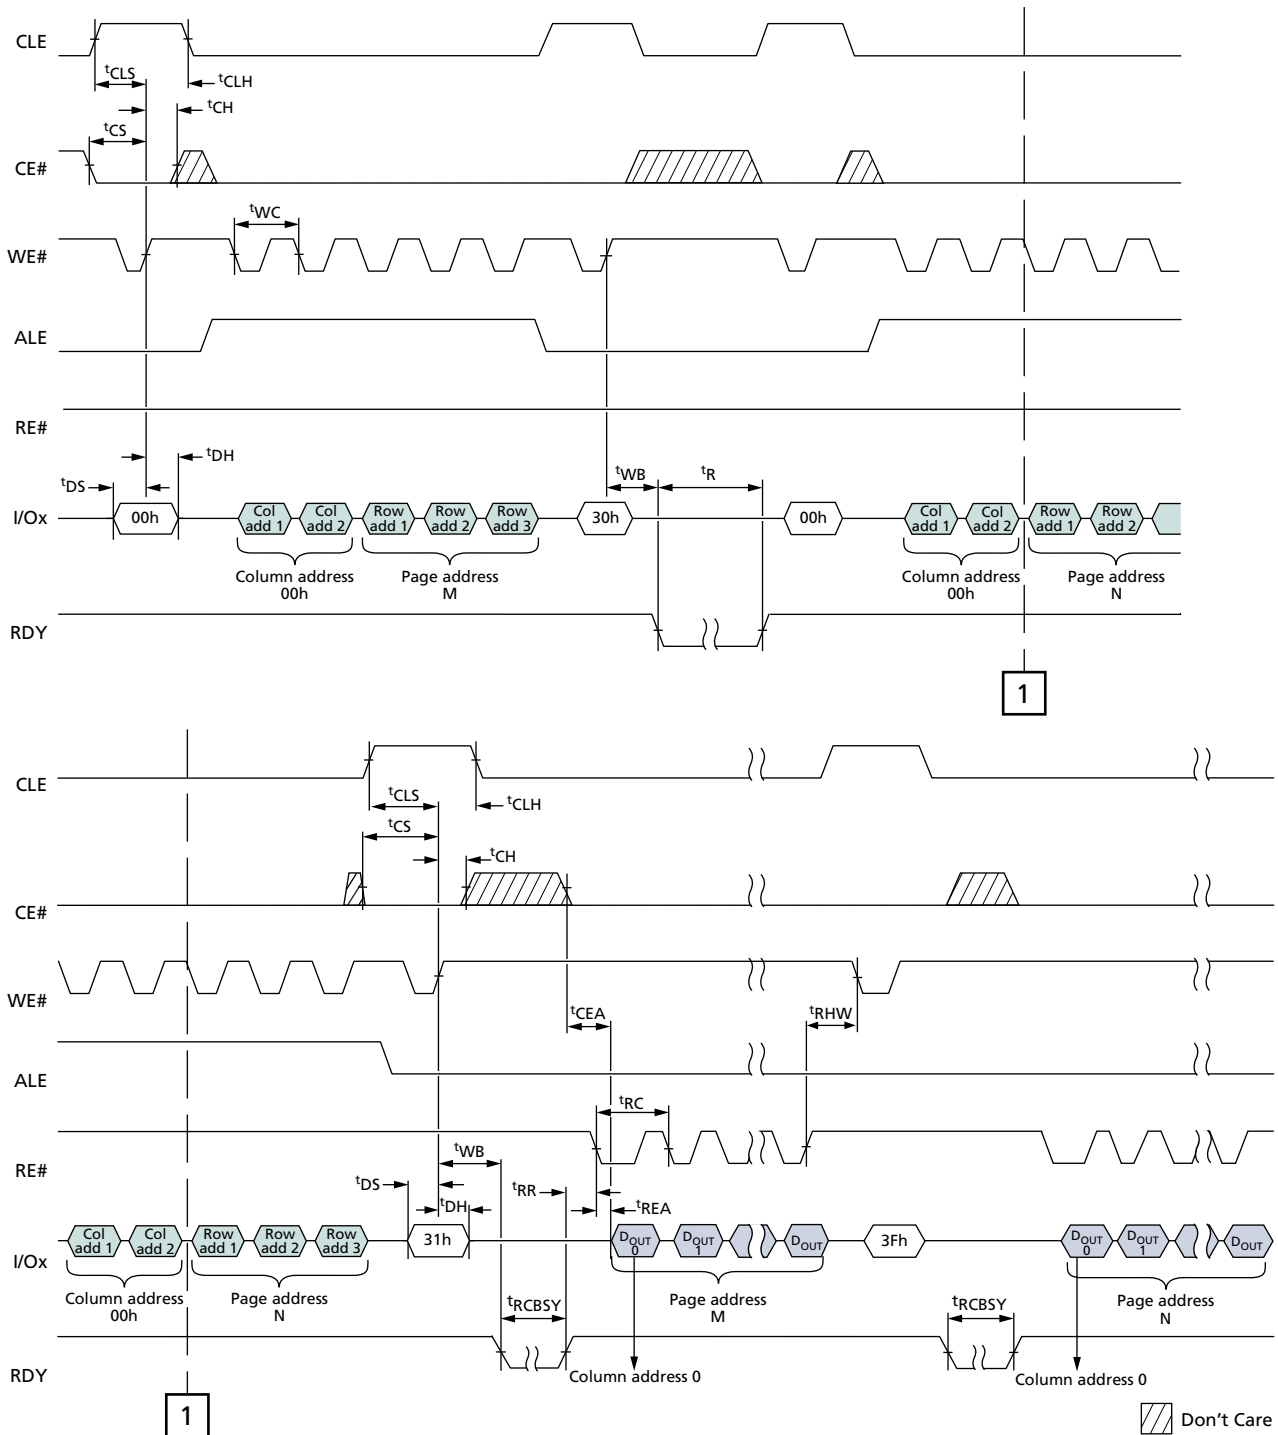 CLE
tCLS
tCLH
tCH
tCS
CE#
tWC
WE#
ALE
RE#
tDH
tDS
tWB
tR
I/Ox
00h
Col add 1
Col add 2
Row add 1
Row add 2
Row add 3
30h
00h
Col add 1
Col add 2
Row add 1
Row add 2
Column address
00h
Page address
M
Column address
00h
Page address
N
RDY
1
CLE
tCLS
tCLH
tCS
tCH
CE#
WE#
tCEA
tRHW
ALE
tRC
RE#
tWB
tDS
tRR
tDH
tREA
I/Ox
Col add 1
Col add 2
Row add 1
Row add 2
Row add 3
31h
DOUT 0
DOUT 1
DOUT
3Fh
DOUT 0
DOUT 1
DOUT
Column address
00h
Page address
N
tRCBSY
Page address
M
tRCBSY
Page address
N
RDY
Column address 0
Column address 0
1
Don't Care